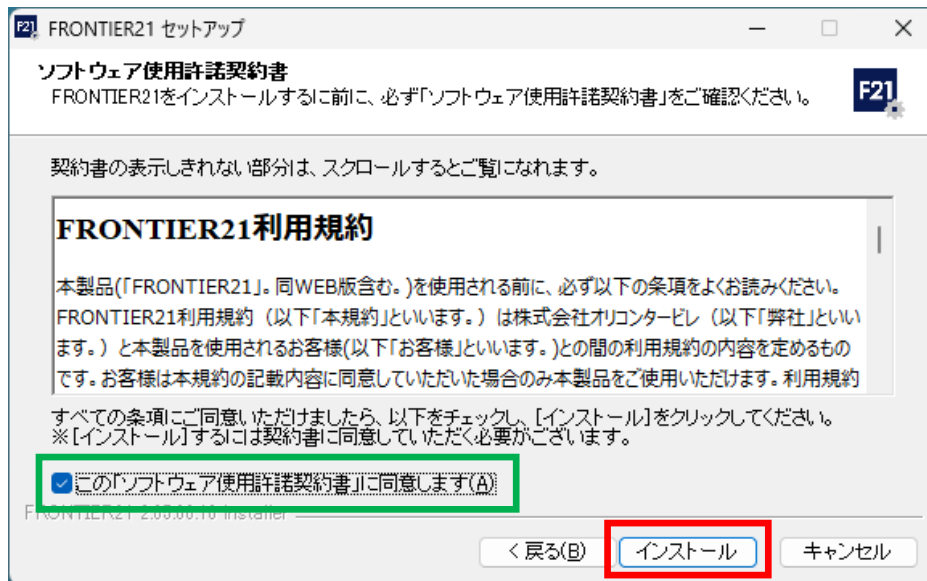 F21 FRONTIER21 セットアップ
ソフトウェア使用許諾契約書
FRONTIER21をインストールするに前に、必ず「ソフトウェア使用許諾契約書」をご確認ください。
F21
契約書の表示しきれない部分は、スクロールするとご覧になれます。
FRONTIER21利用規約
本製品(「FRONTIER21」。同WEB版含む。)を使用される前に、必ず以下の条項をよくお読みください。
FRONTIER21利用規約（以下「本規約」といいます。）は株式会社オリコンタービレ（以下「弊社」といい
ます。）と本製品を使用されるお客様(以下「お客様」といいます。)との間の利用規約の内容を定めるもの
です。お客様は本規約の記載内容に同意していただいた場合のみ本製品をご使用いただけます。利用規約
すべての条項にご同意いただけましたら、以下をチェックし、[インストール]をクリックしてください。
※[インストール]するには契約書に同意していただく必要がございます。
この「ソフトウェア使用許諾契約書」に同意します(A)
FRONTIER21 Installer
< 戻る(B) インストール キャンセル